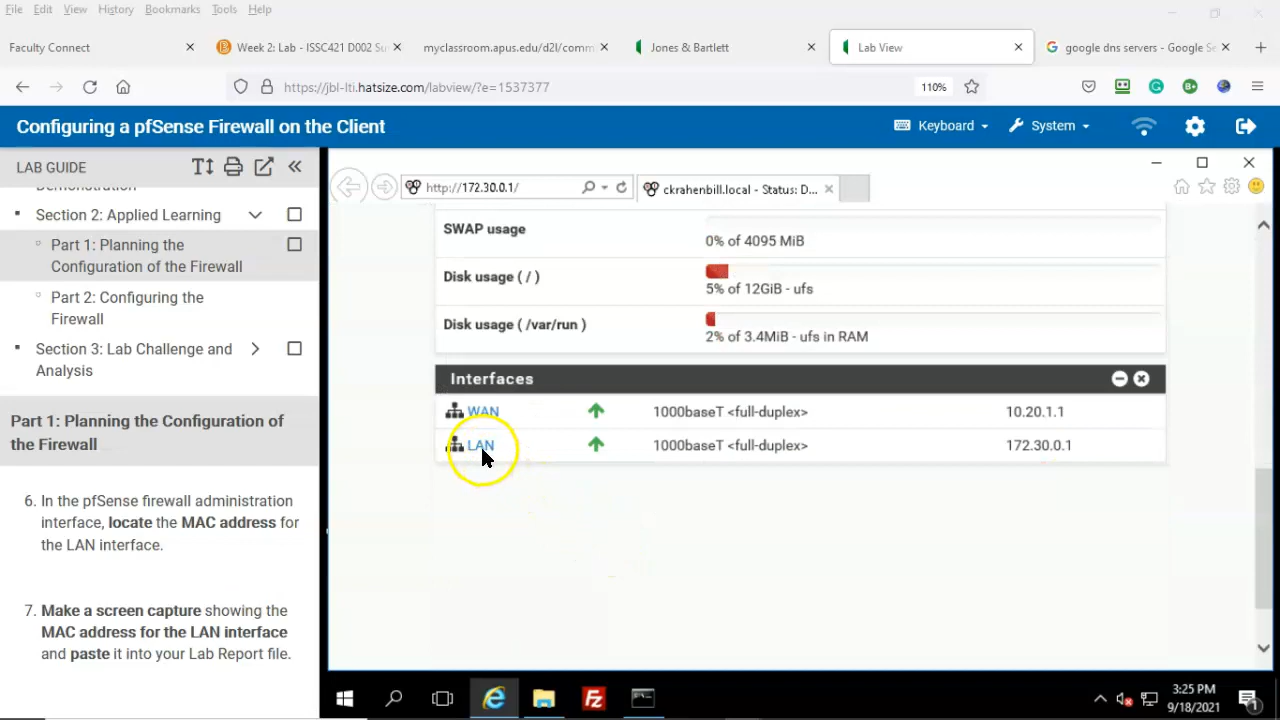 File Edit View History Bookmarks Tools Help
Faculty Connect
Week 2: Lab - ISSC421 D002 Su
myclassroom.apus.edu/d2l/comm
Jones & Bartlett
Lab View
google dns servers - Google Se
https://jbl-lti.hatsize.com/labview/?e=1537377
110%
Configuring a pfSense Firewall on the Client
Keyboard
System
LAB GUIDE
Demonstration
Section 2: Applied Learning
Part 1: Planning the
Configuration of the Firewall
Part 2: Configuring the
Firewall
Section 3: Lab Challenge and
Analysis
Part 1: Planning the Configuration of
the Firewall
6. In the pfSense firewall administration
interface, locate the MAC address for
the LAN interface.
7. Make a screen capture showing the
MAC address for the LAN interface
and paste it into your Lab Report file.
http://172.30.0.1/
ckrahenbill.local - Status: D...
SWAP usage
0% of 4095 MiB
Disk usage ( / )
5% of 12GiB - ufs
Disk usage ( /var/run )
2% of 3.4MiB - ufs in RAM
Interfaces
WAN 1000baseT <full-duplex> 10.20.1.1
LAN 1000baseT <full-duplex> 172.30.0.1
3:25 PM
9/18/2021
1